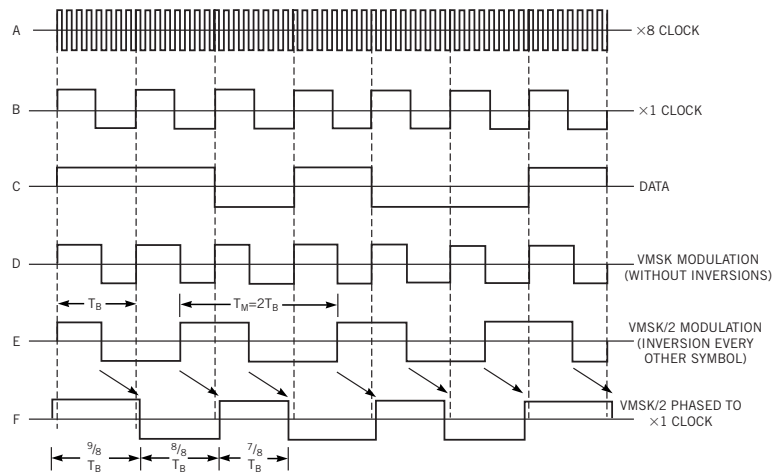 A
×8 CLOCK
B
×1 CLOCK
C
DATA
D
VMSK MODULATION
(WITHOUT INVERSIONS)
T_B
T_M=2T_B
E
VMSK/2 MODULATION
(INVERSION EVERY
OTHER SYMBOL)
F
VMSK/2 PHASED TO
×1 CLOCK
9/8
T_B
8/8
T_B
7/8
T_B